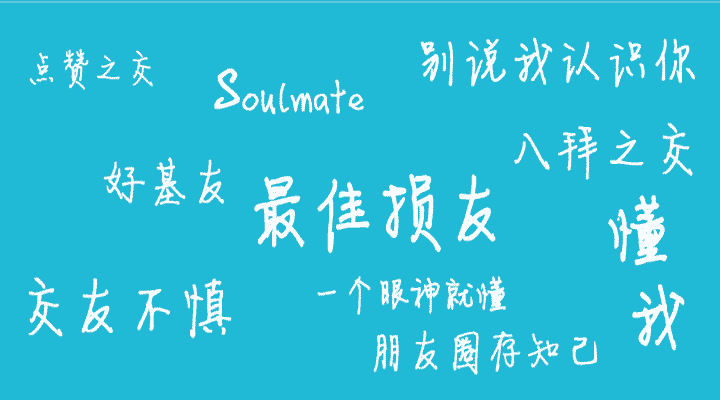 点赞之交
Soulmate
别说我认识你
八拜之交
好基友
最佳损友
懂
我
交友不慎
一个眼神就懂
朋友圈存知己